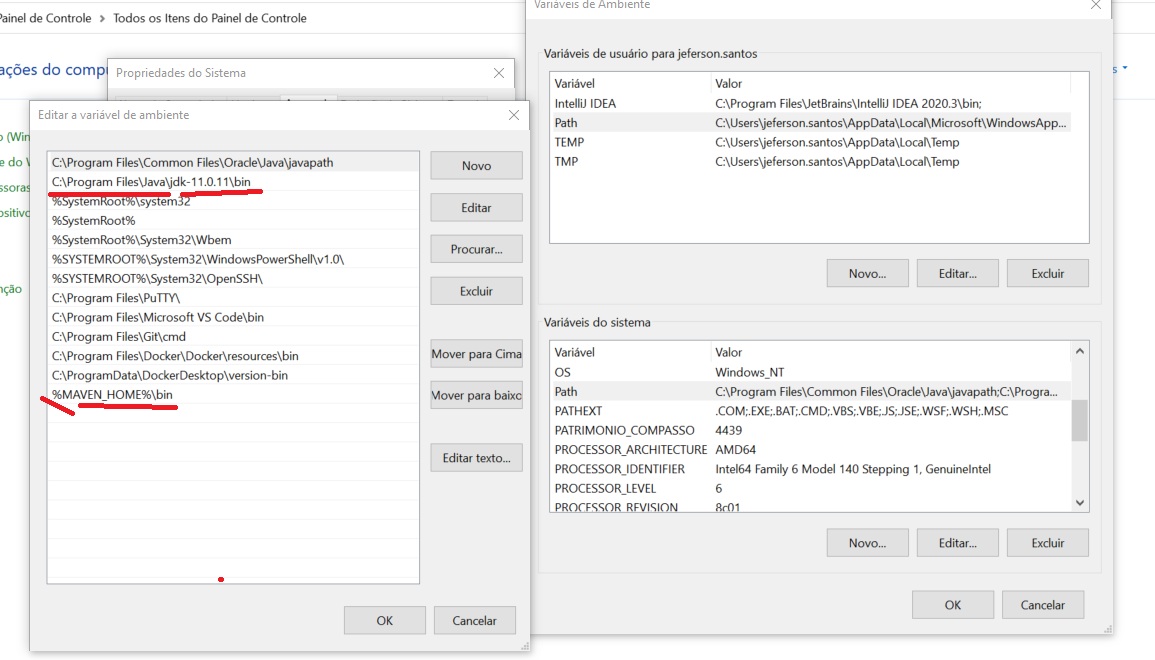 Painel de Controle > Todos os Itens do Painel de Controle
Propriedades do Sistema
Editar a variável de ambiente
C:\Program Files\Common Files\Oracle\Java\javapath
C:\Program Files\Java\jdk-11.0.11\bin
%SystemRoot%\system32
%SystemRoot%
%SystemRoot%\System32\Wbem
%SYSTEMROOT%\System32\WindowsPowerShell\v1.0\
%SYSTEMROOT%\System32\OpenSSH\
C:\Program Files\PuTTY\
C:\Program Files\Microsoft VS Code\bin
C:\Program Files\Git\cmd
C:\Program Files\Docker\Docker\resources\bin
C:\ProgramData\DockerDesktop\version-bin
%MAVEN_HOME%\bin
Novo
Editar
Procurar...
Excluir
Mover para Cima
Mover para baixo
Editar texto...
OK
Cancelar
Variáveis de Ambiente
Variáveis de usuário para jeferson.santos
Variável Valor
IntelliJ IDEA C:\Program Files\JetBrains\IntelliJ IDEA 2020.3\bin;
Path C:\Users\jeferson.santos\AppData\Local\Microsoft\WindowsApp...
TEMP C:\Users\jeferson.santos\AppData\Local\Temp
TMP C:\Users\jeferson.santos\AppData\Local\Temp
Novo... Editar... Excluir
Variáveis do sistema
Variável Valor
OS Windows_NT
Path C:\Program Files\Common Files\Oracle\Java\javapath;C:\Progra...
PATHEXT .COM;.EXE;.BAT;.CMD;.VBS;.VBE;.JS;.JSE;.WSF;.WSH;.MSC
PATRIMONIO_COMPASSO 4439
PROCESSOR_ARCHITECTURE AMD64
PROCESSOR_IDENTIFIER Intel64 Family 6 Model 140 Stepping 1, GenuineIntel
PROCESSOR_LEVEL 6
PROCESSOR_REVISION 8c01
Novo... Editar... Excluir
OK Cancelar